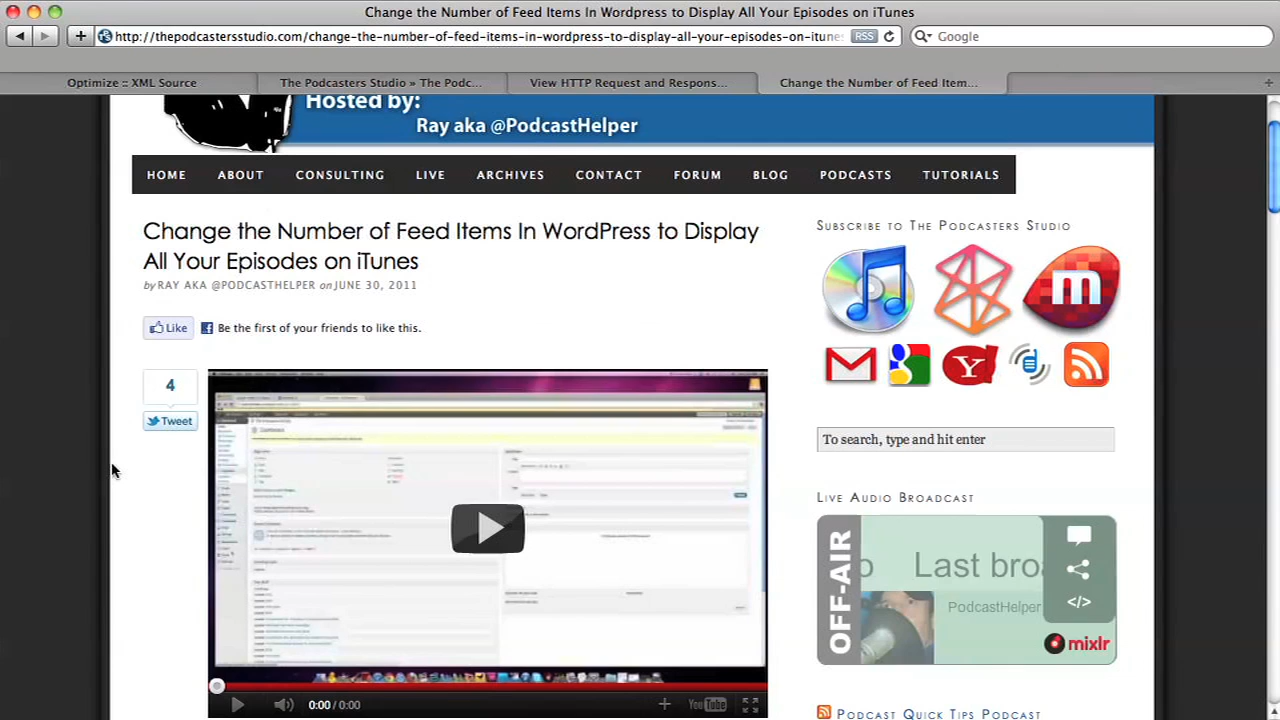 Change the Number of Feed Items In Wordpress to Display All Your Episodes on iTunes
http://thepodcastersstudio.com/change-the-number-of-feed-items-in-wordpress-to-display-all-your-episodes-on-itunes
RSS
Google
Optimize :: XML Source
The Podcasters Studio » The Podc...
View HTTP Request and Respons...
Change the Number of Feed Item...
Hosted by:
Ray aka @PodcastHelper
HOME ABOUT CONSULTING LIVE ARCHIVES CONTACT FORUM BLOG PODCASTS TUTORIALS
Change the Number of Feed Items In WordPress to Display
All Your Episodes on iTunes
by RAY AKA @PODCASTHELPER on JUNE 30, 2011
Like
Be the first of your friends to like this.
4
Tweet
0:00 / 0:00
YouTube
Subscribe to The Podcasters Studio
To search, type and hit enter
Live Audio Broadcast
OFF-AIR
Last bro
PodcastHelper
mixlr
Podcast Quick Tips Podcast